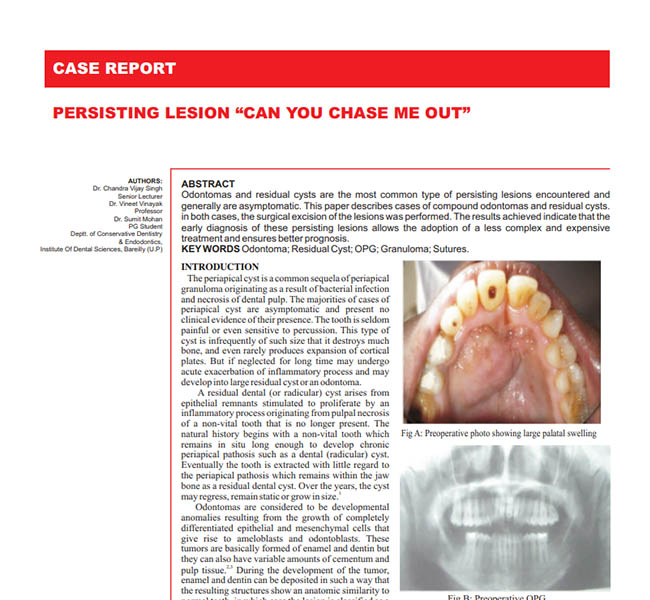 CASE REPORT
PERSISTING LESION “CAN YOU CHASE ME OUT”
AUTHORS:
Dr. Chandra Vijay Singh
Senior Lecturer
Dr. Vineet Vinayak
Professor
Dr. Sumit Mohan
PG Student
Deptt. of Conservative Dentistry
& Endodontics,
Institute Of Dental Sciences, Bareilly (U.P)
ABSTRACT
Odontomas and residual cysts are the most common type of persisting lesions encountered and
generally are asymptomatic. This paper describes cases of compound odontomas and residual cysts.
in both cases, the surgical excision of the lesions was performed. The results achieved indicate that the
early diagnosis of these persisting lesions allows the adoption of a less complex and expensive
treatment and ensures better prognosis.
KEY WORDS Odontoma; Residual Cyst; OPG; Granuloma; Sutures.
INTRODUCTION
The periapical cyst is a common sequela of periapical
granuloma originating as a result of bacterial infection
and necrosis of dental pulp. The majorities of cases of
periapical cyst are asymptomatic and present no
clinical evidence of their presence. The tooth is seldom
painful or even sensitive to percussion. This type of
cyst is infrequently of such size that it destroys much
bone, and even rarely produces expansion of cortical
plates. But if neglected for long time may undergo
acute exacerbation of inflammatory process and may
develop into large residual cyst or an odontoma.
A residual dental (or radicular) cyst arises from
epithelial remnants stimulated to proliferate by an
inflammatory process originating from pulpal necrosis
of a non-vital tooth that is no longer present. The
natural history begins with a non-vital tooth which
remains in situ long enough to develop chronic
periapical pathosis such as a dental (radicular) cyst.
Eventually the tooth is extracted with little regard to
the periapical pathosis which remains within the jaw
bone as a residual dental cyst. Over the years, the cyst
may regress, remain static or grow in size.1
Odontomas are considered to be developmental
anomalies resulting from the growth of completely
differentiated epithelial and mesenchymal cells that
give rise to ameloblasts and odontoblasts. These
tumors are basically formed of enamel and dentin but
they can also have variable amounts of cementum and
pulp tissue.2,3 During the development of the tumor,
enamel and dentin can be deposited in such a way that
the resulting structures show an anatomic similarity to
Fig A: Preoperative photo showing large palatal swelling
Fig B: Preoperative OPG